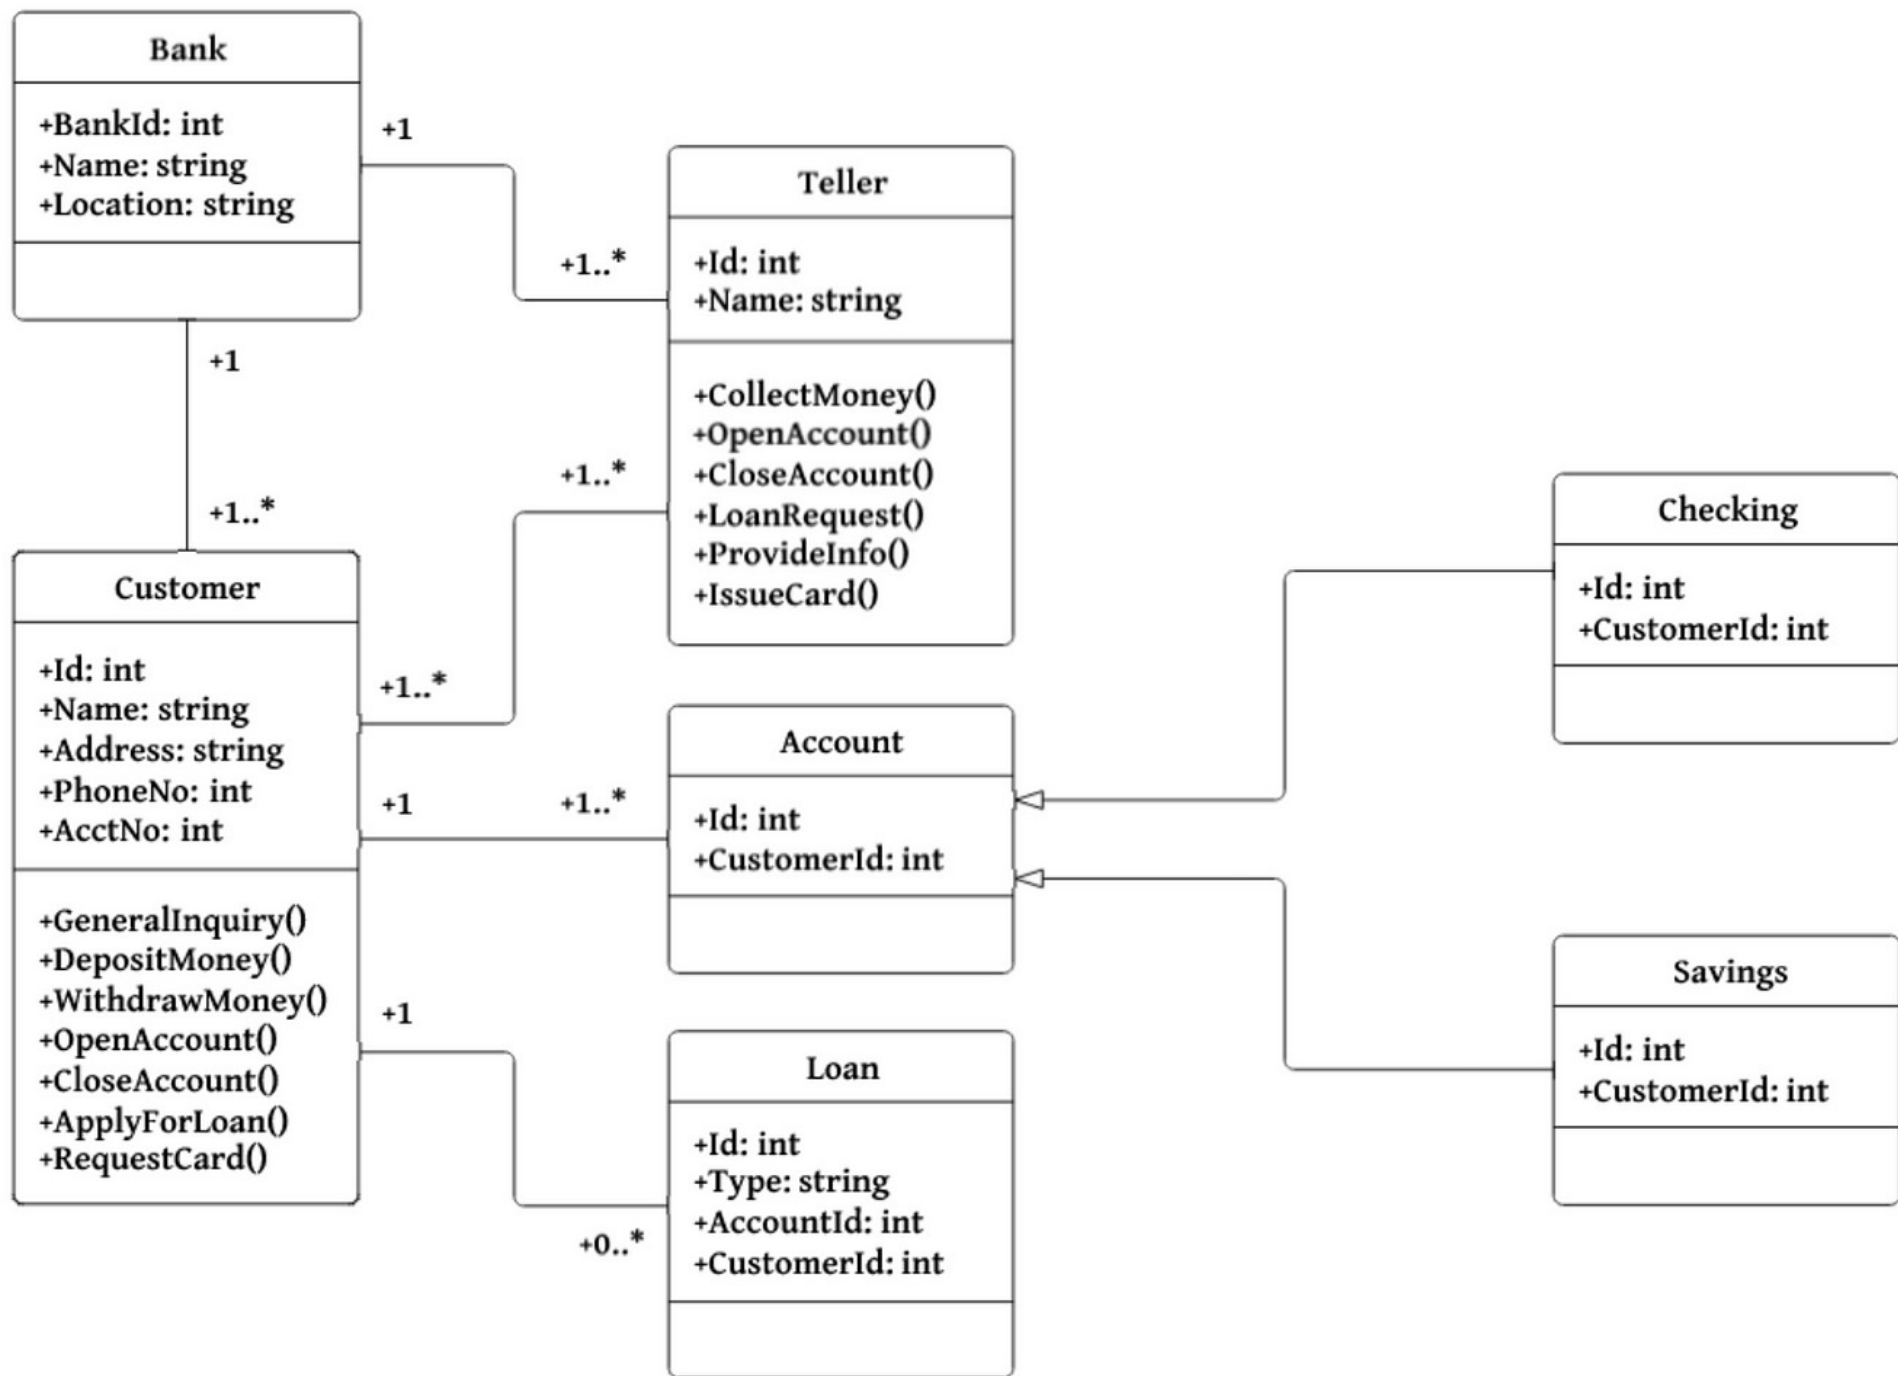 Bank
+BankId: int
+Name: string
+Location: string
+1
+1..*
Teller
+Id: int
+Name: string
+CollectMoney()
+OpenAccount()
+CloseAccount()
+LoanRequest()
+ProvideInfo()
+IssueCard()
+1
+1..*
+1..*
+1..*
Customer
+Id: int
+Name: string
+Address: string
+PhoneNo: int
+AcctNo: int
+GeneralInquiry()
+DepositMoney()
+WithdrawMoney()
+OpenAccount()
+CloseAccount()
+ApplyForLoan()
+RequestCard()
+1
+1..*
Account
+Id: int
+CustomerId: int
+1
+0..*
Loan
+Id: int
+Type: string
+AccountId: int
+CustomerId: int
Checking
+Id: int
+CustomerId: int
Savings
+Id: int
+CustomerId: int